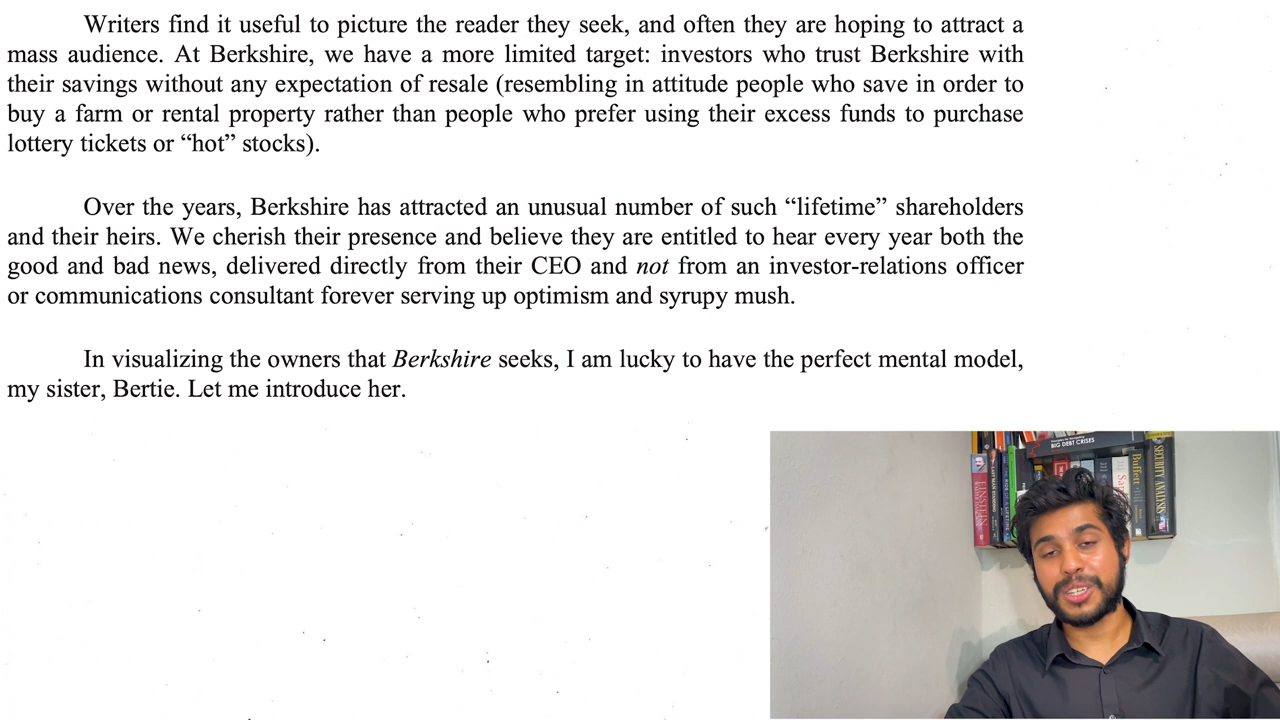 Writers find it useful to picture the reader they seek, and often they are hoping to attract a
mass audience. At Berkshire, we have a more limited target: investors who trust Berkshire with
their savings without any expectation of resale (resembling in attitude people who save in order to
buy a farm or rental property rather than people who prefer using their excess funds to purchase
lottery tickets or “hot” stocks).
Over the years, Berkshire has attracted an unusual number of such “lifetime” shareholders
and their heirs. We cherish their presence and believe they are entitled to hear every year both the
good and bad news, delivered directly from their CEO and not from an investor-relations officer
or communications consultant forever serving up optimism and syrupy mush.
In visualizing the owners that Berkshire seeks, I am lucky to have the perfect mental model,
my sister, Bertie. Let me introduce her.
BIG DEBT CRISES
EINSTEIN
Buffett
SECURITY ANALYSIS